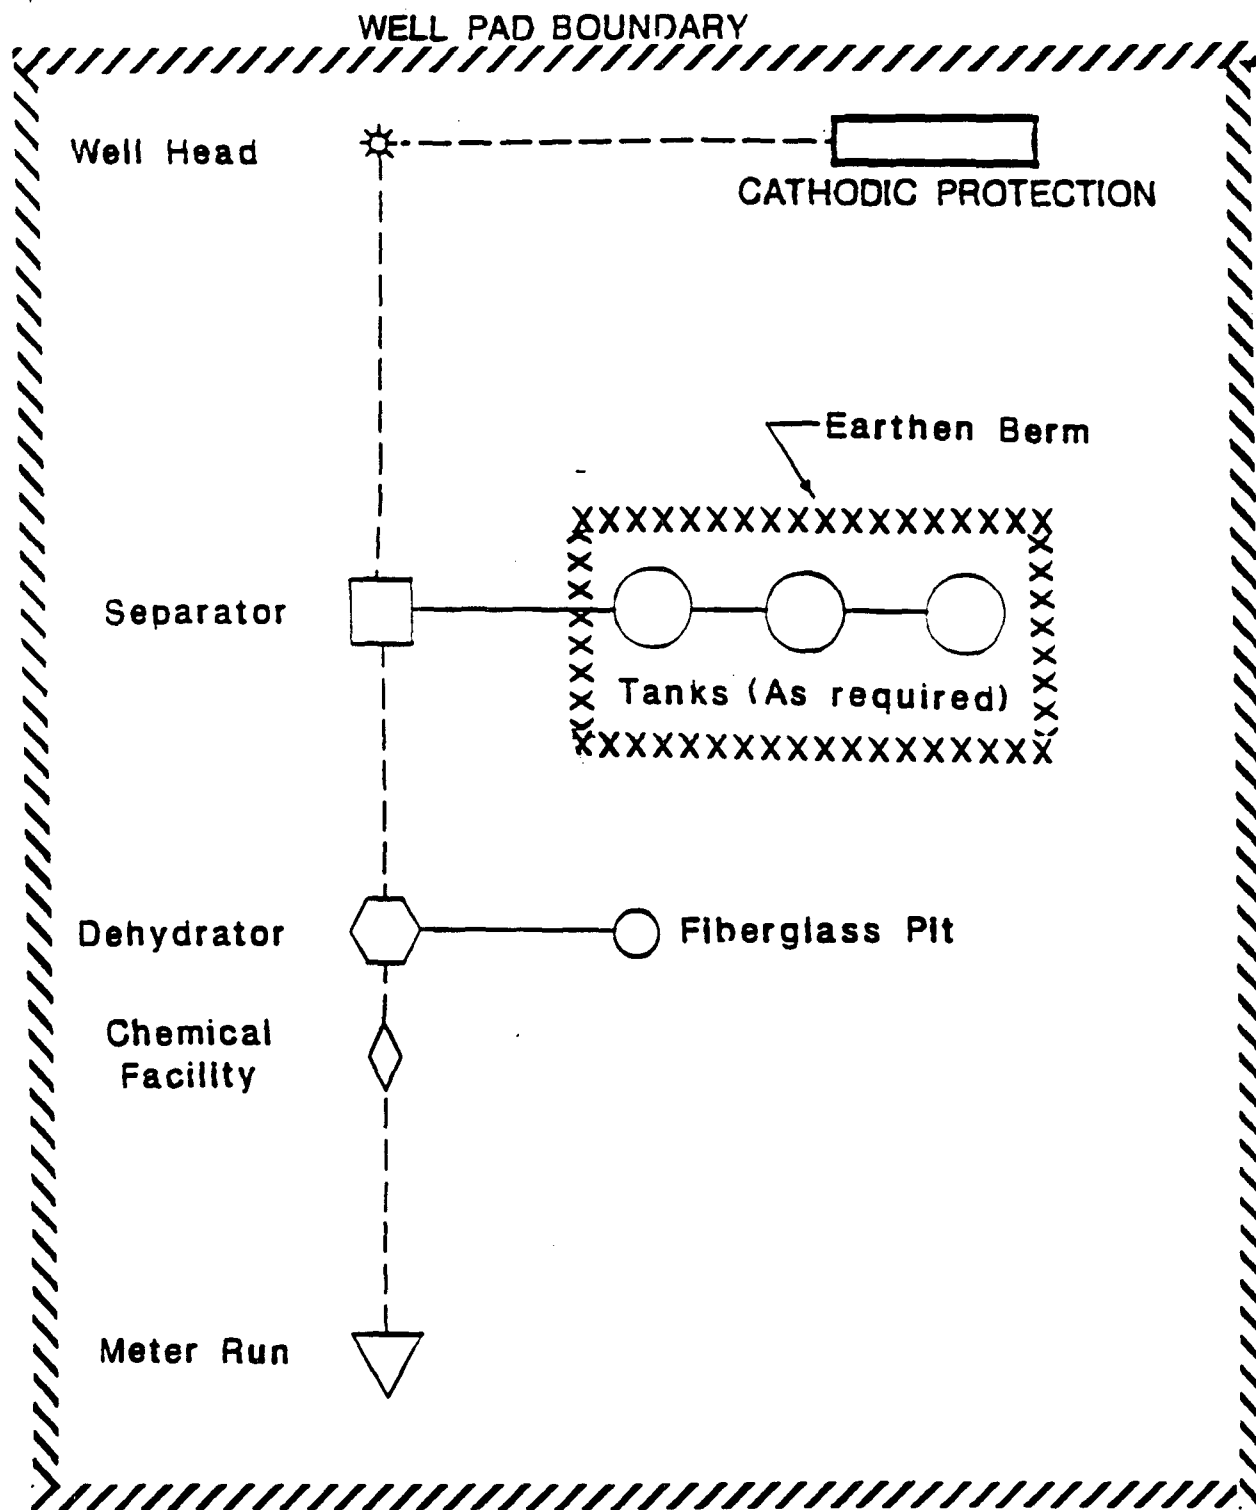 WELL PAD BOUNDARY
Well Head
CATHODIC PROTECTION
Earthen Berm
Separator
Tanks (As required)
Dehydrator
Fiberglass Pit
Chemical
Facility
Meter Run